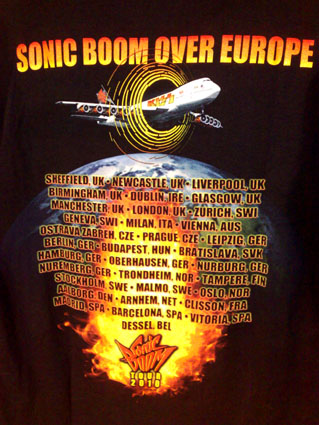 SONIC BOOM OVER EUROPE
SHEFFIELD, UK • NEWCASTLE, UK • LIVERPOOL, UK
BIRMINGHAM, UK • DUBLIN, IRE • GLASGOW, UK
MANCHESTER, UK • LONDON, UK • ZÜRICH, SWI
GENEVA, SWI • MILAN, ITA • VIENNA, AUS
OSTRAVA ZABREH, CZE • PRAGUE, CZE • LEIPZIG, GER
BERLIN, GER • BUDAPEST, HUN • BRATISLAVA, SVK
HAMBURG, GER • OBERHAUSEN, GER • NURBURG, GER
NUREMBERG, GER • TRONDHEIM, NOR • TAMPERE, FIN
STOCKHOLM, SWE • MALMO, SWE • OSLO, NOR
AALBORG, DEN • ARNHEM, NET • CLISSON, FRA
MADRID, SPA • BARCELONA, SPA • VITORIA, SPA
DESSEL, BEL
SONIC
BOOM
TOUR
2010